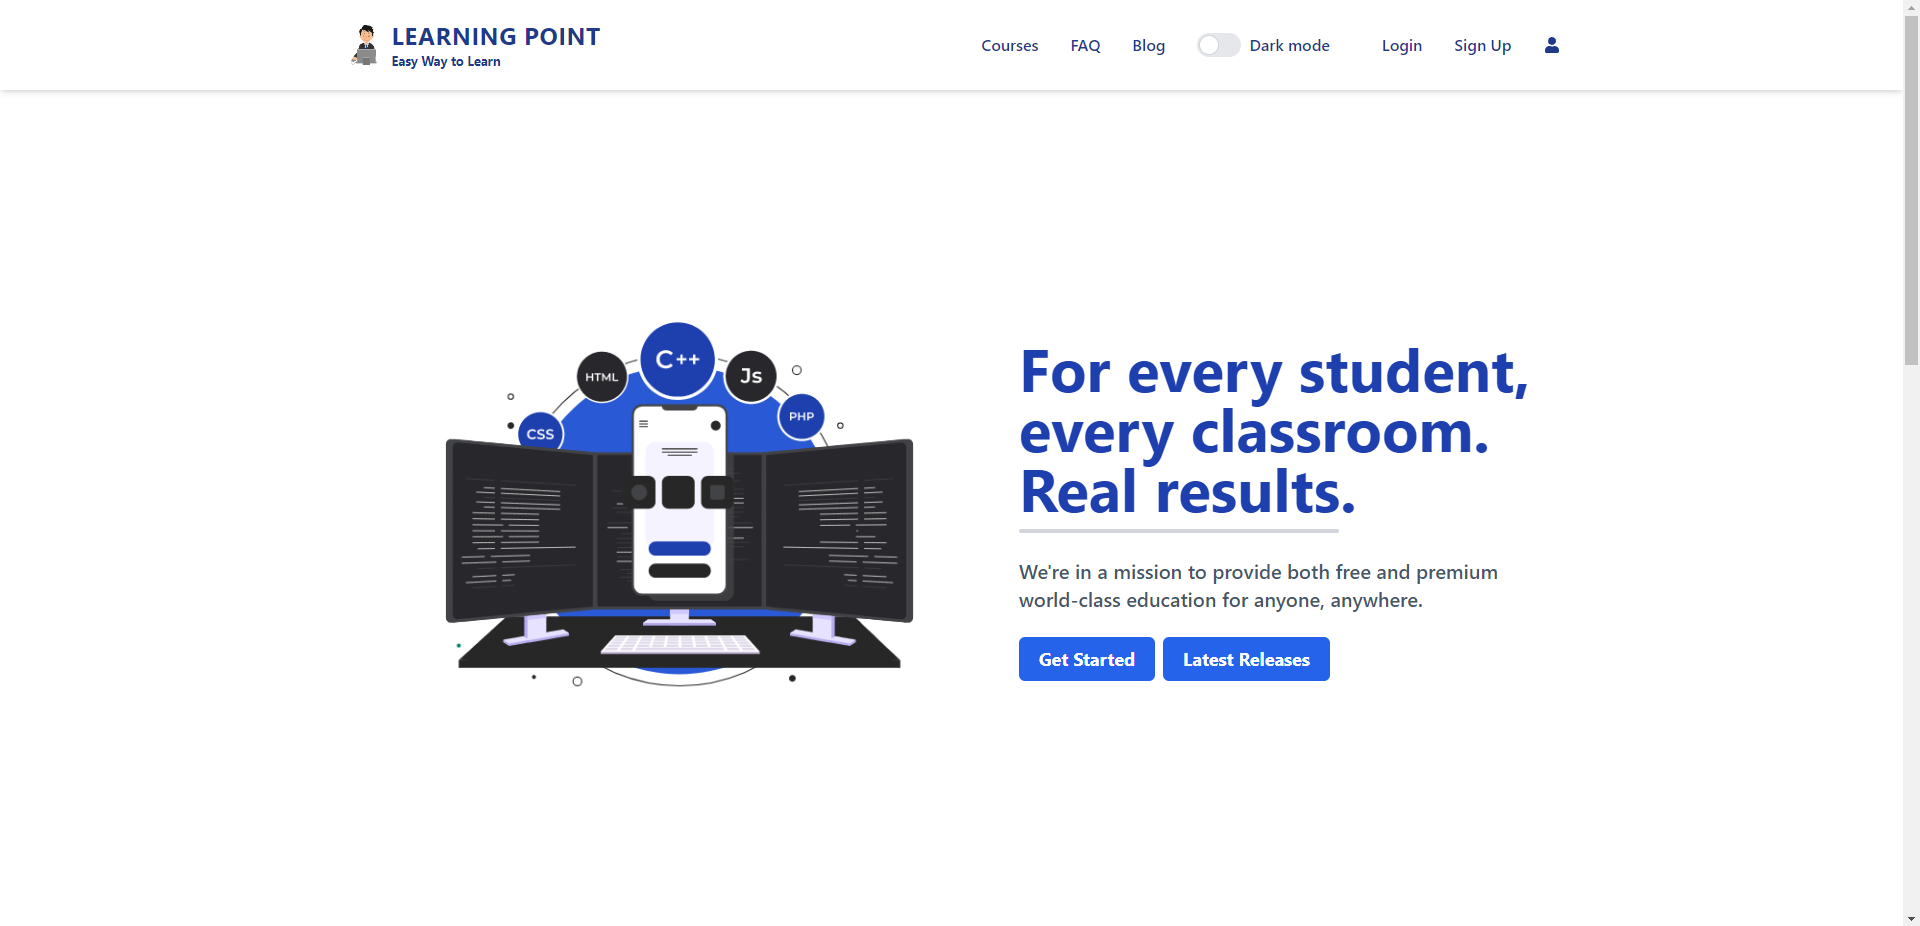 LEARNING POINT
Easy Way to Learn
Courses FAQ Blog Dark mode Login Sign Up
C++
HTML
Js
PHP
CSS
For every student,
every classroom.
Real results.
We're in a mission to provide both free and premium
world-class education for anyone, anywhere.
Get Started Latest Releases